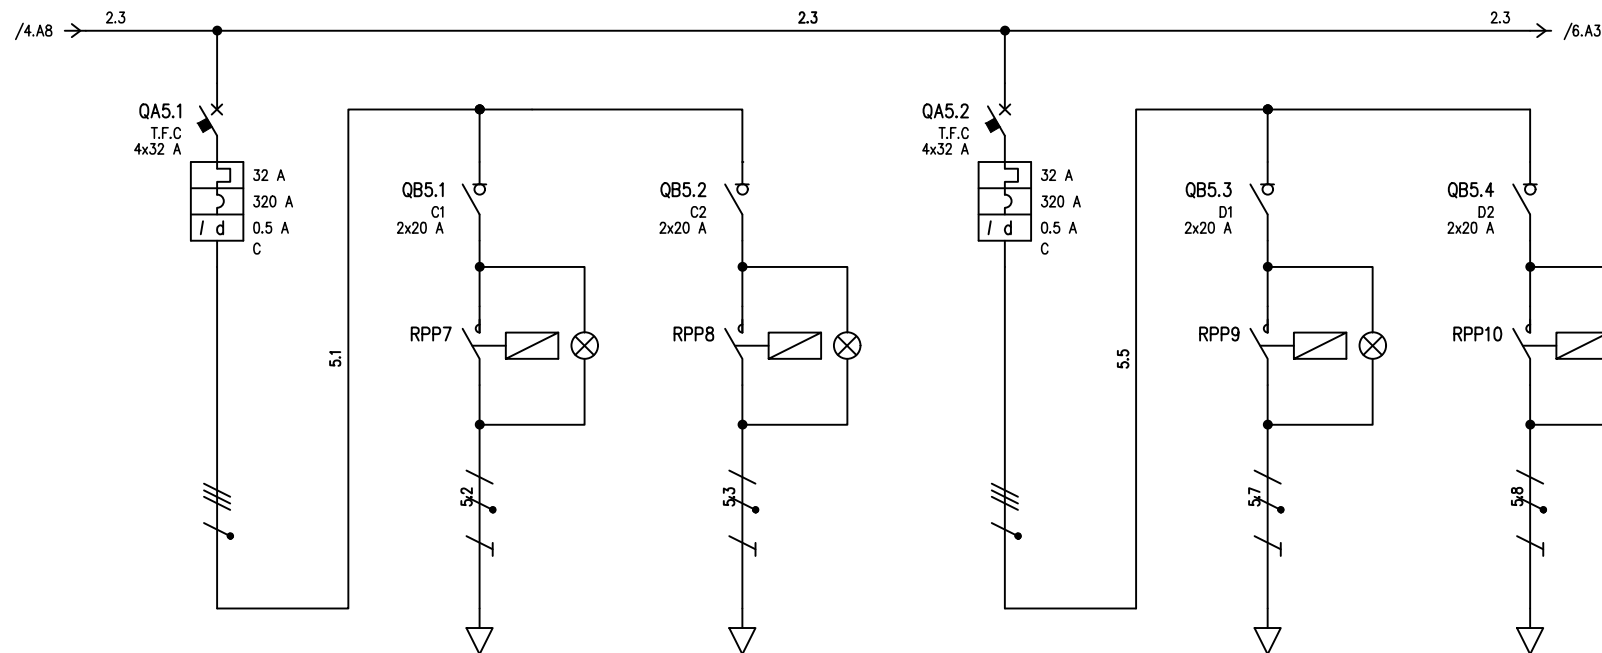 2.3 2.3 2.3
/4.A8 /6.A3
QA5.1
T.F.C
4x32 A
32 A
320 A
I d 0.5 A
C
QB5.1
C1
2x20 A
QB5.2
C2
2x20 A
QA5.2
T.F.C
4x32 A
32 A
320 A
I d 0.5 A
C
QB5.3
D1
2x20 A
QB5.4
D2
2x20 A
RPP7
RPP8
RPP9
RPP10
5.1
5.5
5.2
5.3
5.7
5.8